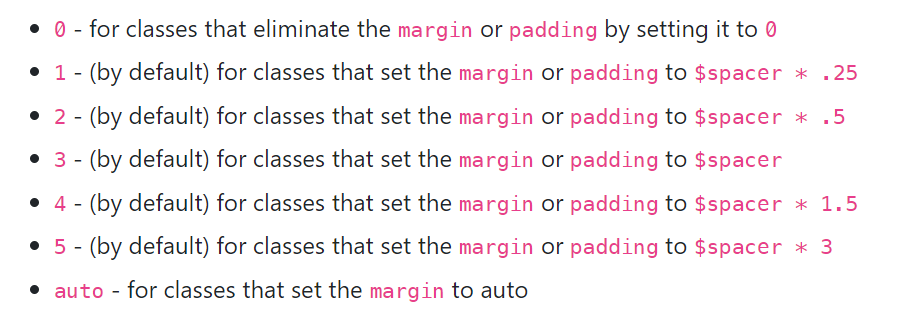 • 0 - for classes that eliminate the margin or padding by setting it to 0
• 1 - (by default) for classes that set the margin or padding to $spacer * .25
• 2 - (by default) for classes that set the margin or padding to $spacer * .5
• 3 - (by default) for classes that set the margin or padding to $spacer
• 4 - (by default) for classes that set the margin or padding to $spacer * 1.5
• 5 - (by default) for classes that set the margin or padding to $spacer * 3
• auto - for classes that set the margin to auto